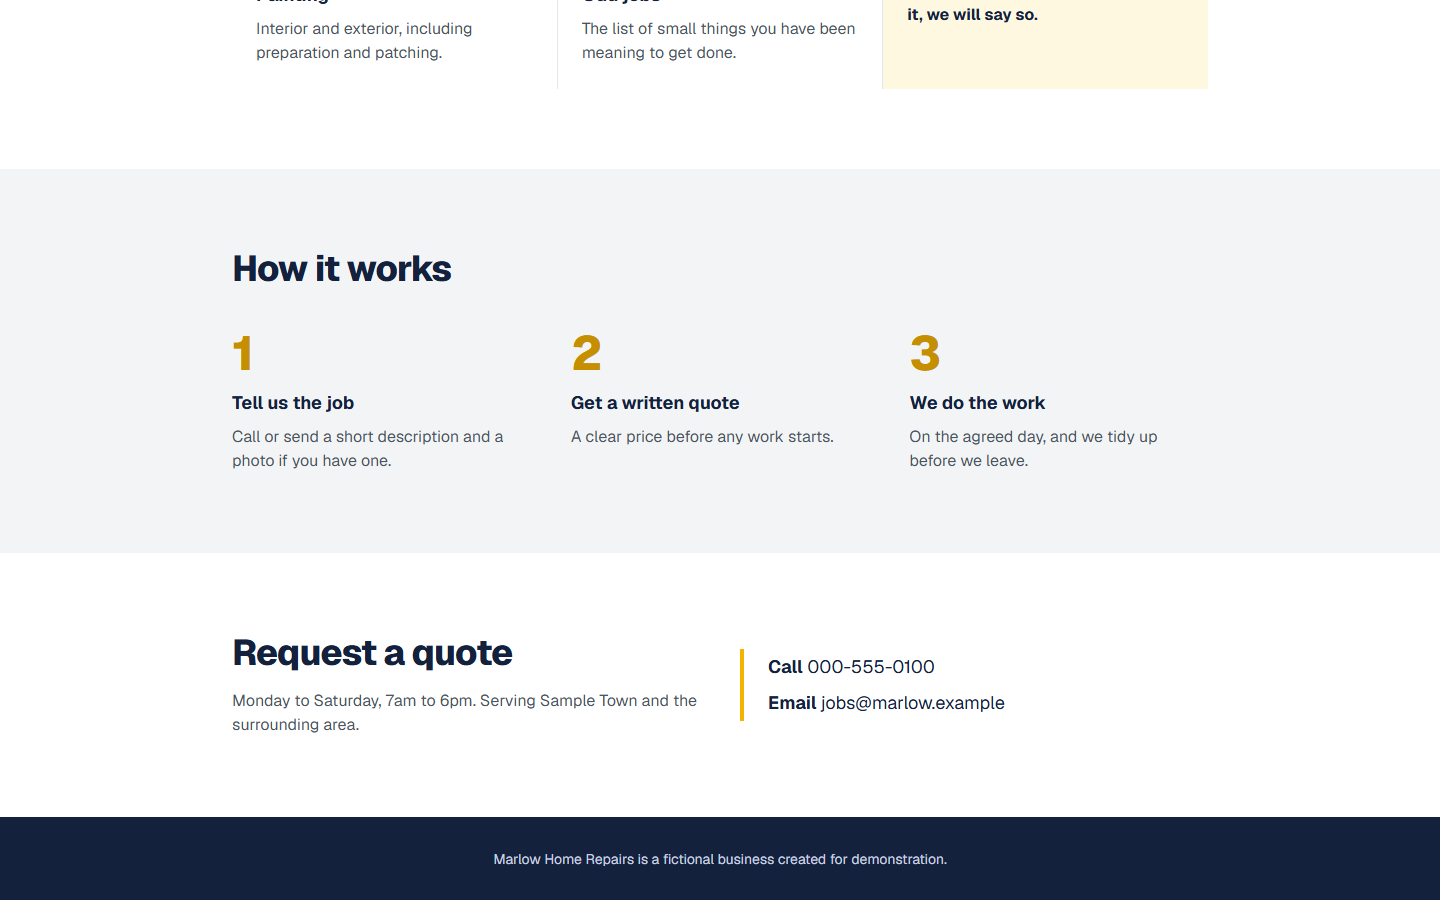 Interior and exterior, including
preparation and patching.
The list of small things you have been
meaning to get done.
it, we will say so.
How it works
1
Tell us the job
Call or send a short description and a
photo if you have one.
2
Get a written quote
A clear price before any work starts.
3
We do the work
On the agreed day, and we tidy up
before we leave.
Request a quote
Monday to Saturday, 7am to 6pm. Serving Sample Town and the
surrounding area.
Call 000-555-0100
Email jobs@marlow.example
Marlow Home Repairs is a fictional business created for demonstration.